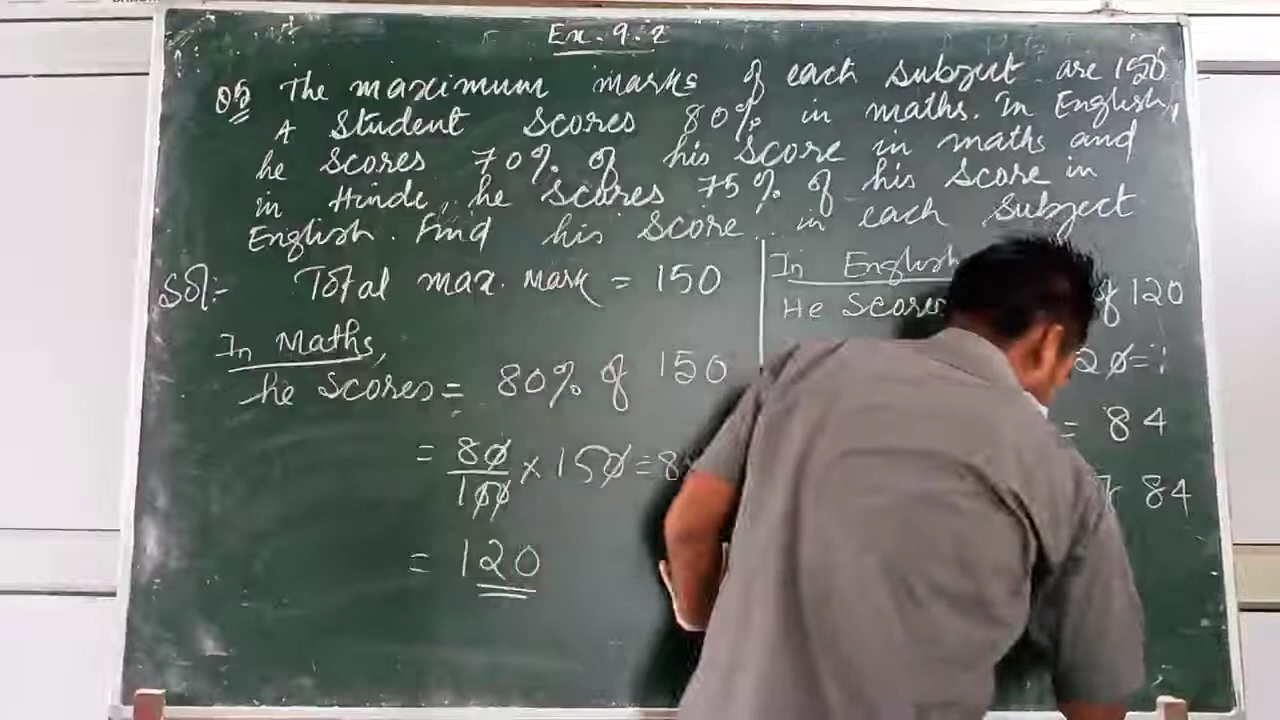 Ex. 9.2
Q5 The maximum marks of each subject are 150
A student scores 80% in maths. In English,
he scores 70% of his score in maths and
in Hinde, he scores 75% of his score in
English. Find his score in each subject
Sol:- Total max. mark = 150
In Maths,
he scores = 80% of 150
= 80/100 × 150 = 8
= 120
In English
He scores of 120
20 =
= 84
84